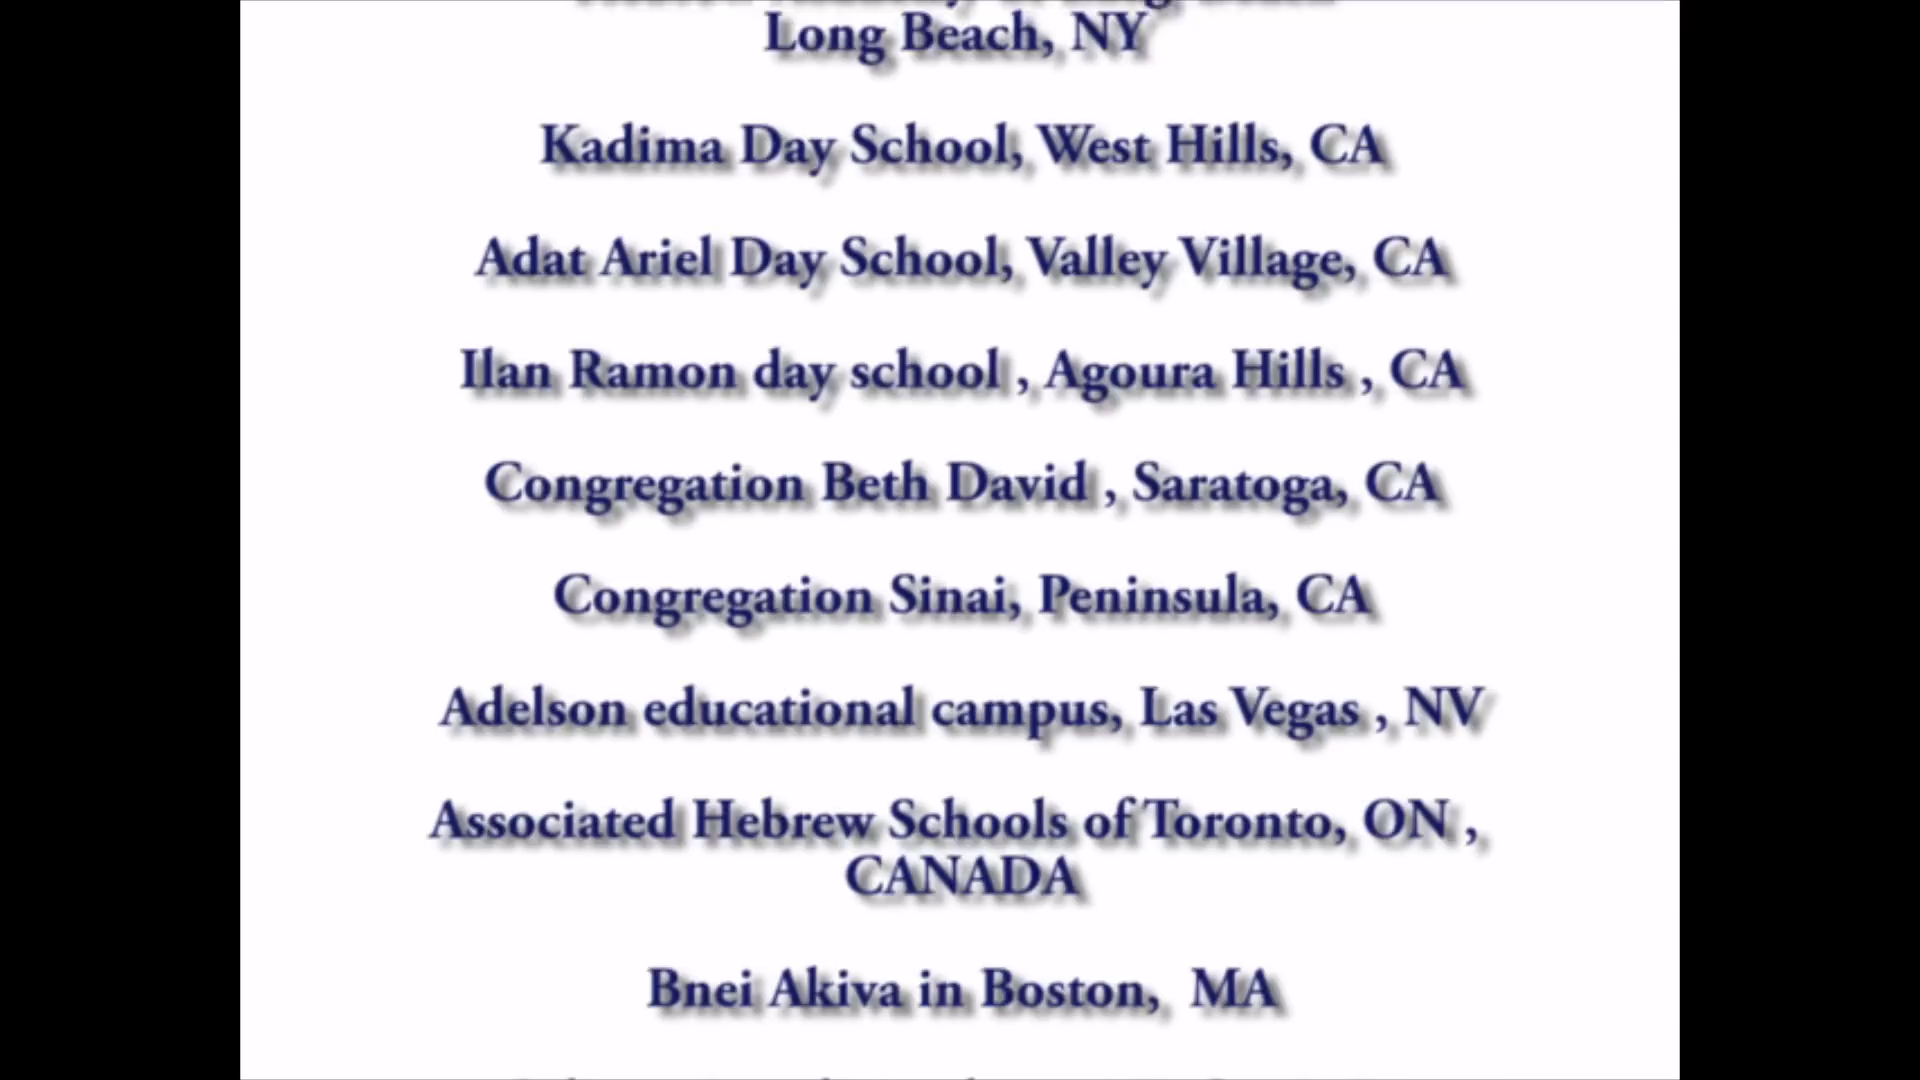 Long Beach, NY
Kadima Day School, West Hills, CA
Adat Ariel Day School, Valley Village, CA
Ilan Ramon day school , Agoura Hills , CA
Congregation Beth David , Saratoga, CA
Congregation Sinai, Peninsula, CA
Adelson educational campus, Las Vegas , NV
Associated Hebrew Schools of Toronto, ON ,
CANADA
Bnei Akiva in Boston, MA